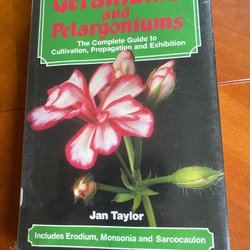 Geraniums
and
Pelargoniums
The Complete Guide to
Cultivation, Propagation and Exhibition
Jan Taylor
Includes Erodium, Monsonia and Sarcocaulon